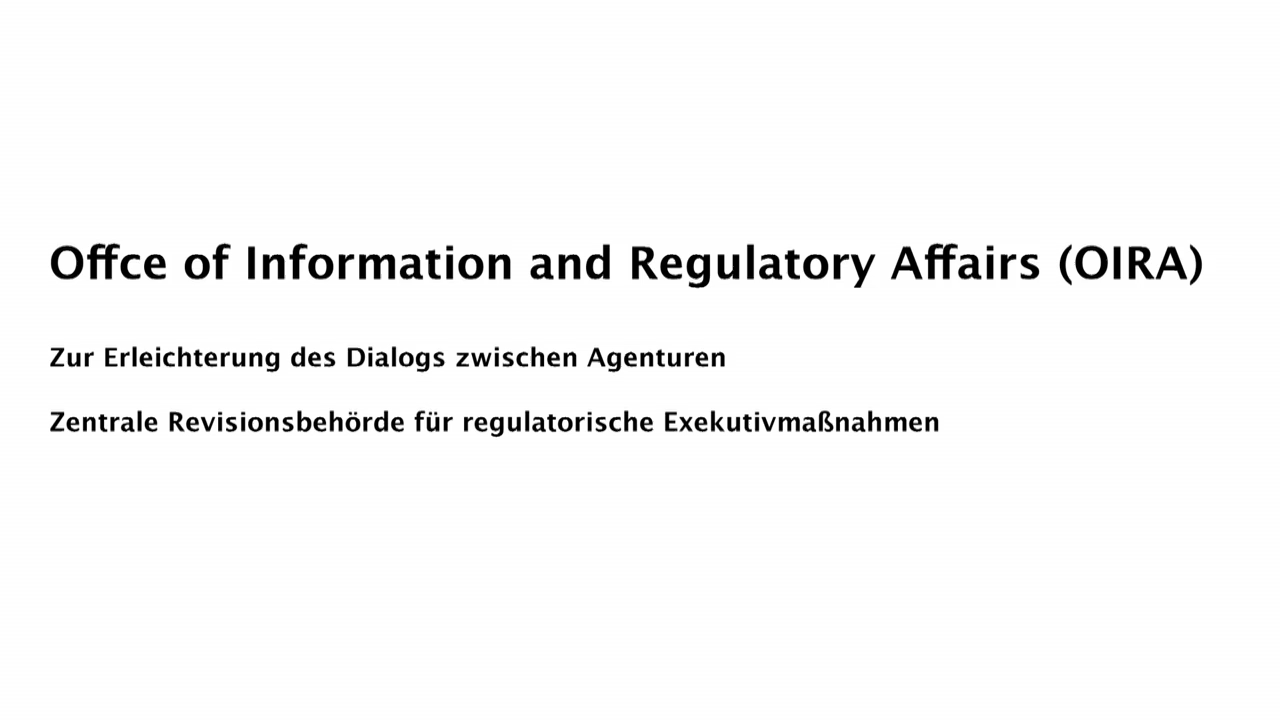 Offce of Information and Regulatory Affairs (OIRA)
Zur Erleichterung des Dialogs zwischen Agenturen
Zentrale Revisionsbehörde für regulatorische Exekutivmaßnahmen